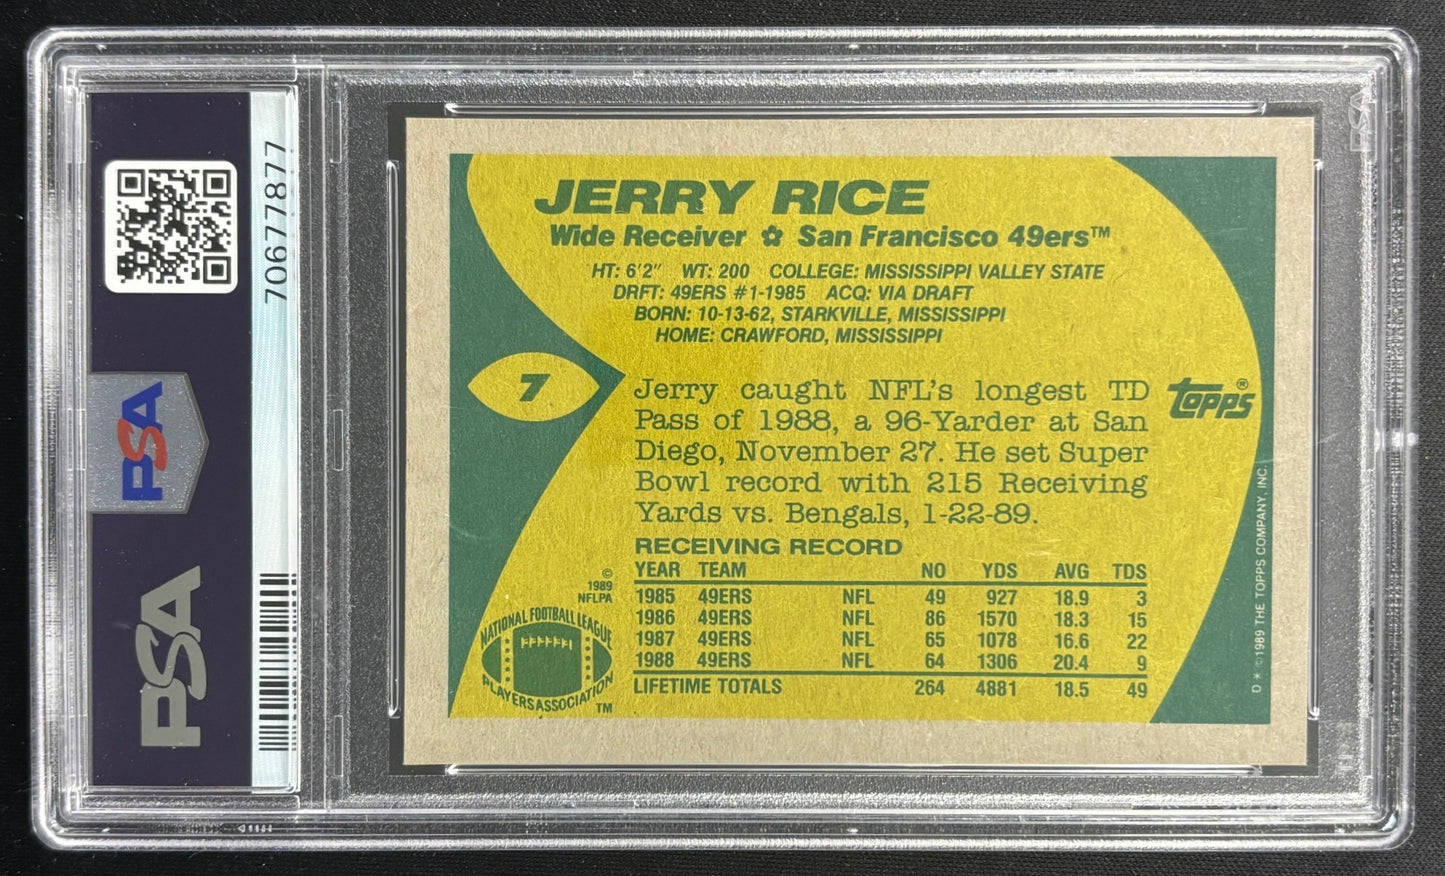 70677877
PSA
PSA
JERRY RICE
Wide Receiver ✿ San Francisco 49ers™
HT: 6'2" WT: 200 COLLEGE: MISSISSIPPI VALLEY STATE
DRFT: 49ERS #1-1985 ACQ: VIA DRAFT
BORN: 10-13-62, STARKVILLE, MISSISSIPPI
HOME: CRAWFORD, MISSISSIPPI
7
Jerry caught NFL's longest TD
Pass of 1988, a 96-Yarder at San
Diego, November 27. He set Super
Bowl record with 215 Receiving
Yards vs. Bengals, 1-22-89.
TOPPS®
RECEIVING RECORD
YEAR TEAM NO YDS AVG TDS
1985 49ERS NFL 49 927 18.9 3
1986 49ERS NFL 86 1570 18.3 15
1987 49ERS NFL 65 1078 16.6 22
1988 49ERS NFL 64 1306 20.4 9
LIFETIME TOTALS 264 4881 18.5 49
©
1989
NFLPA
NATIONAL FOOTBALL LEAGUE
PLAYERS ASSOCIATION
TM
D * ©1989 THE TOPPS COMPANY, INC.
PSA